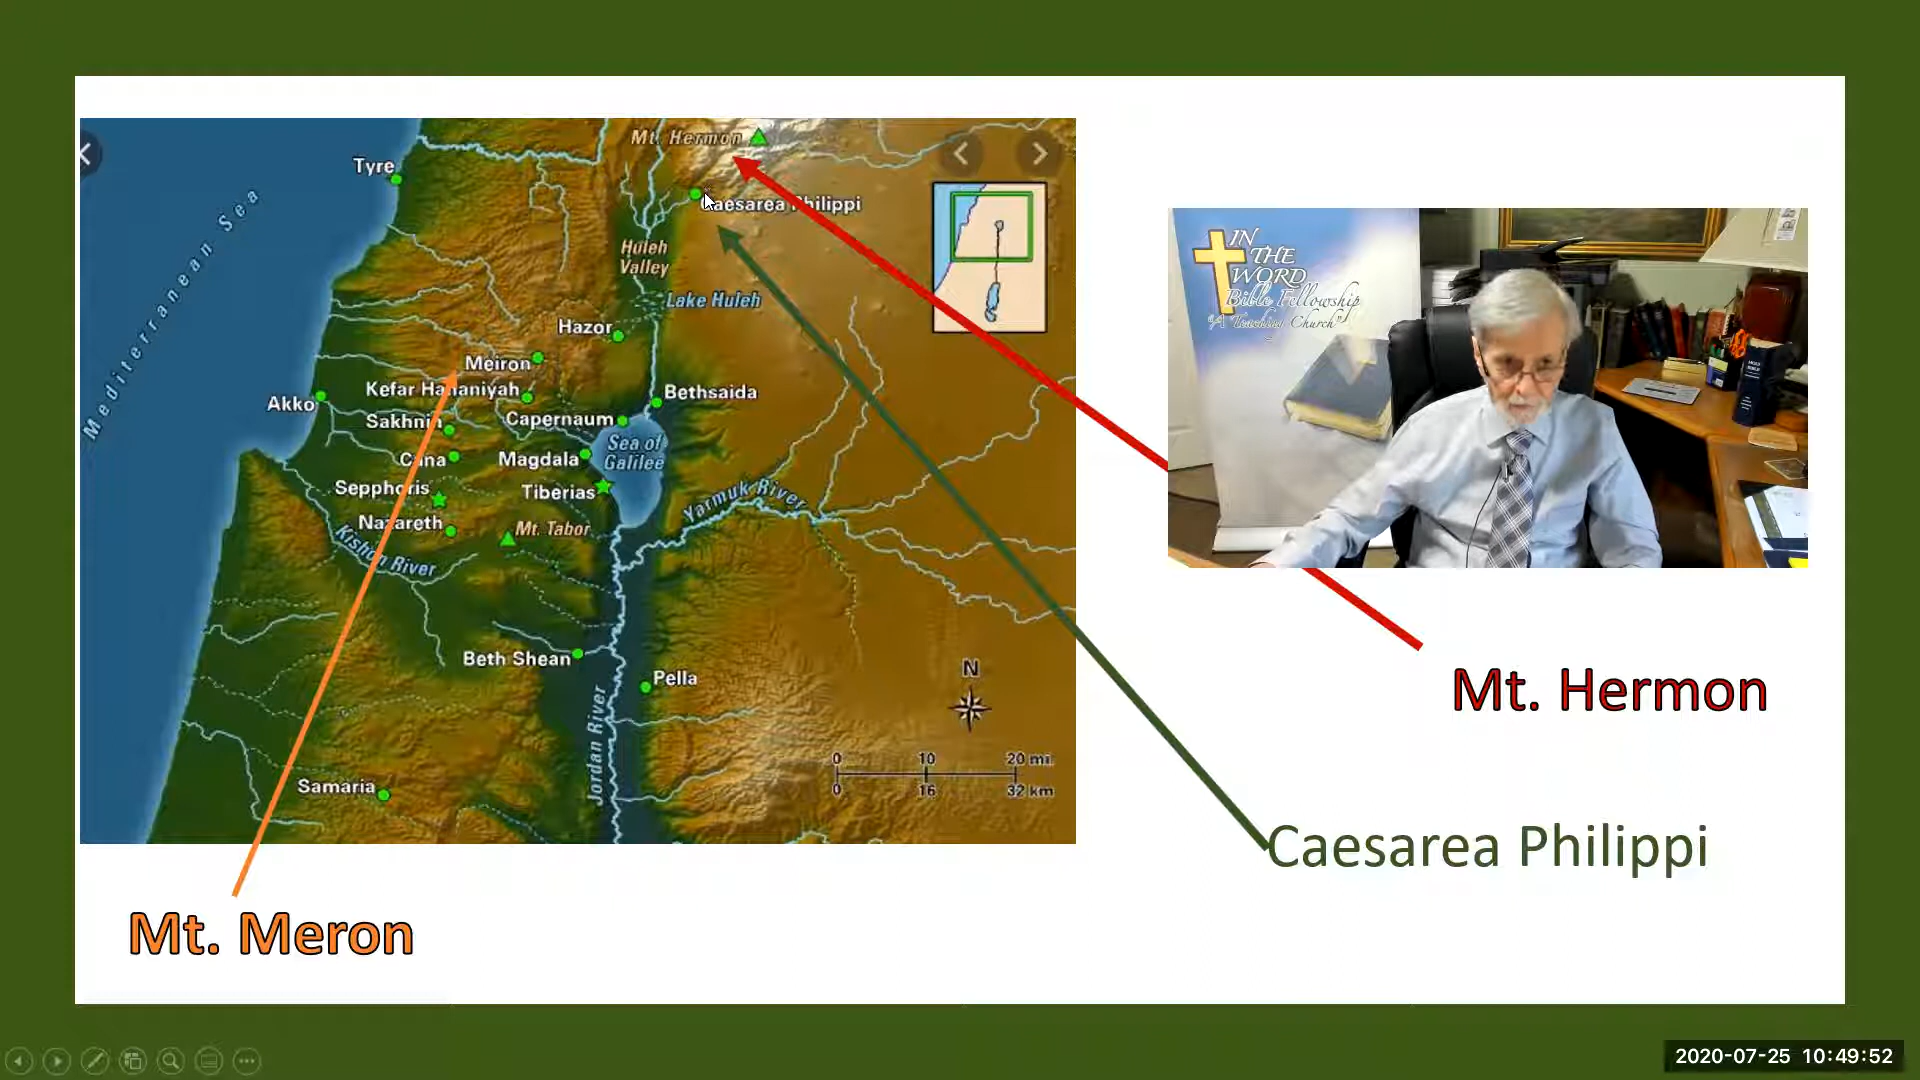 Mt. Hermon
Tyre
Caesarea Philippi
Mediterranean Sea
Huleh
Valley
Lake Huleh
Hazor
Meiron
Kefar Hananiyah
Bethsaida
Akko
Sakhnin
Capernaum
Sea of
Galilee
Cana
Magdala
Sepphoris
Tiberias
Yarmuk River
Nazareth
Mt. Tabor
Kishon River
Beth Shean
Pella
N
Jordan River
0 10 20 mi.
0 16 32 km
Samaria
IN
THE
WORD
Bible Fellowship
"A Teaching Church"
HOLY
BIBLE
Mt. Hermon
Caesarea Philippi
Mt. Meron
2020-07-25 10:49:52